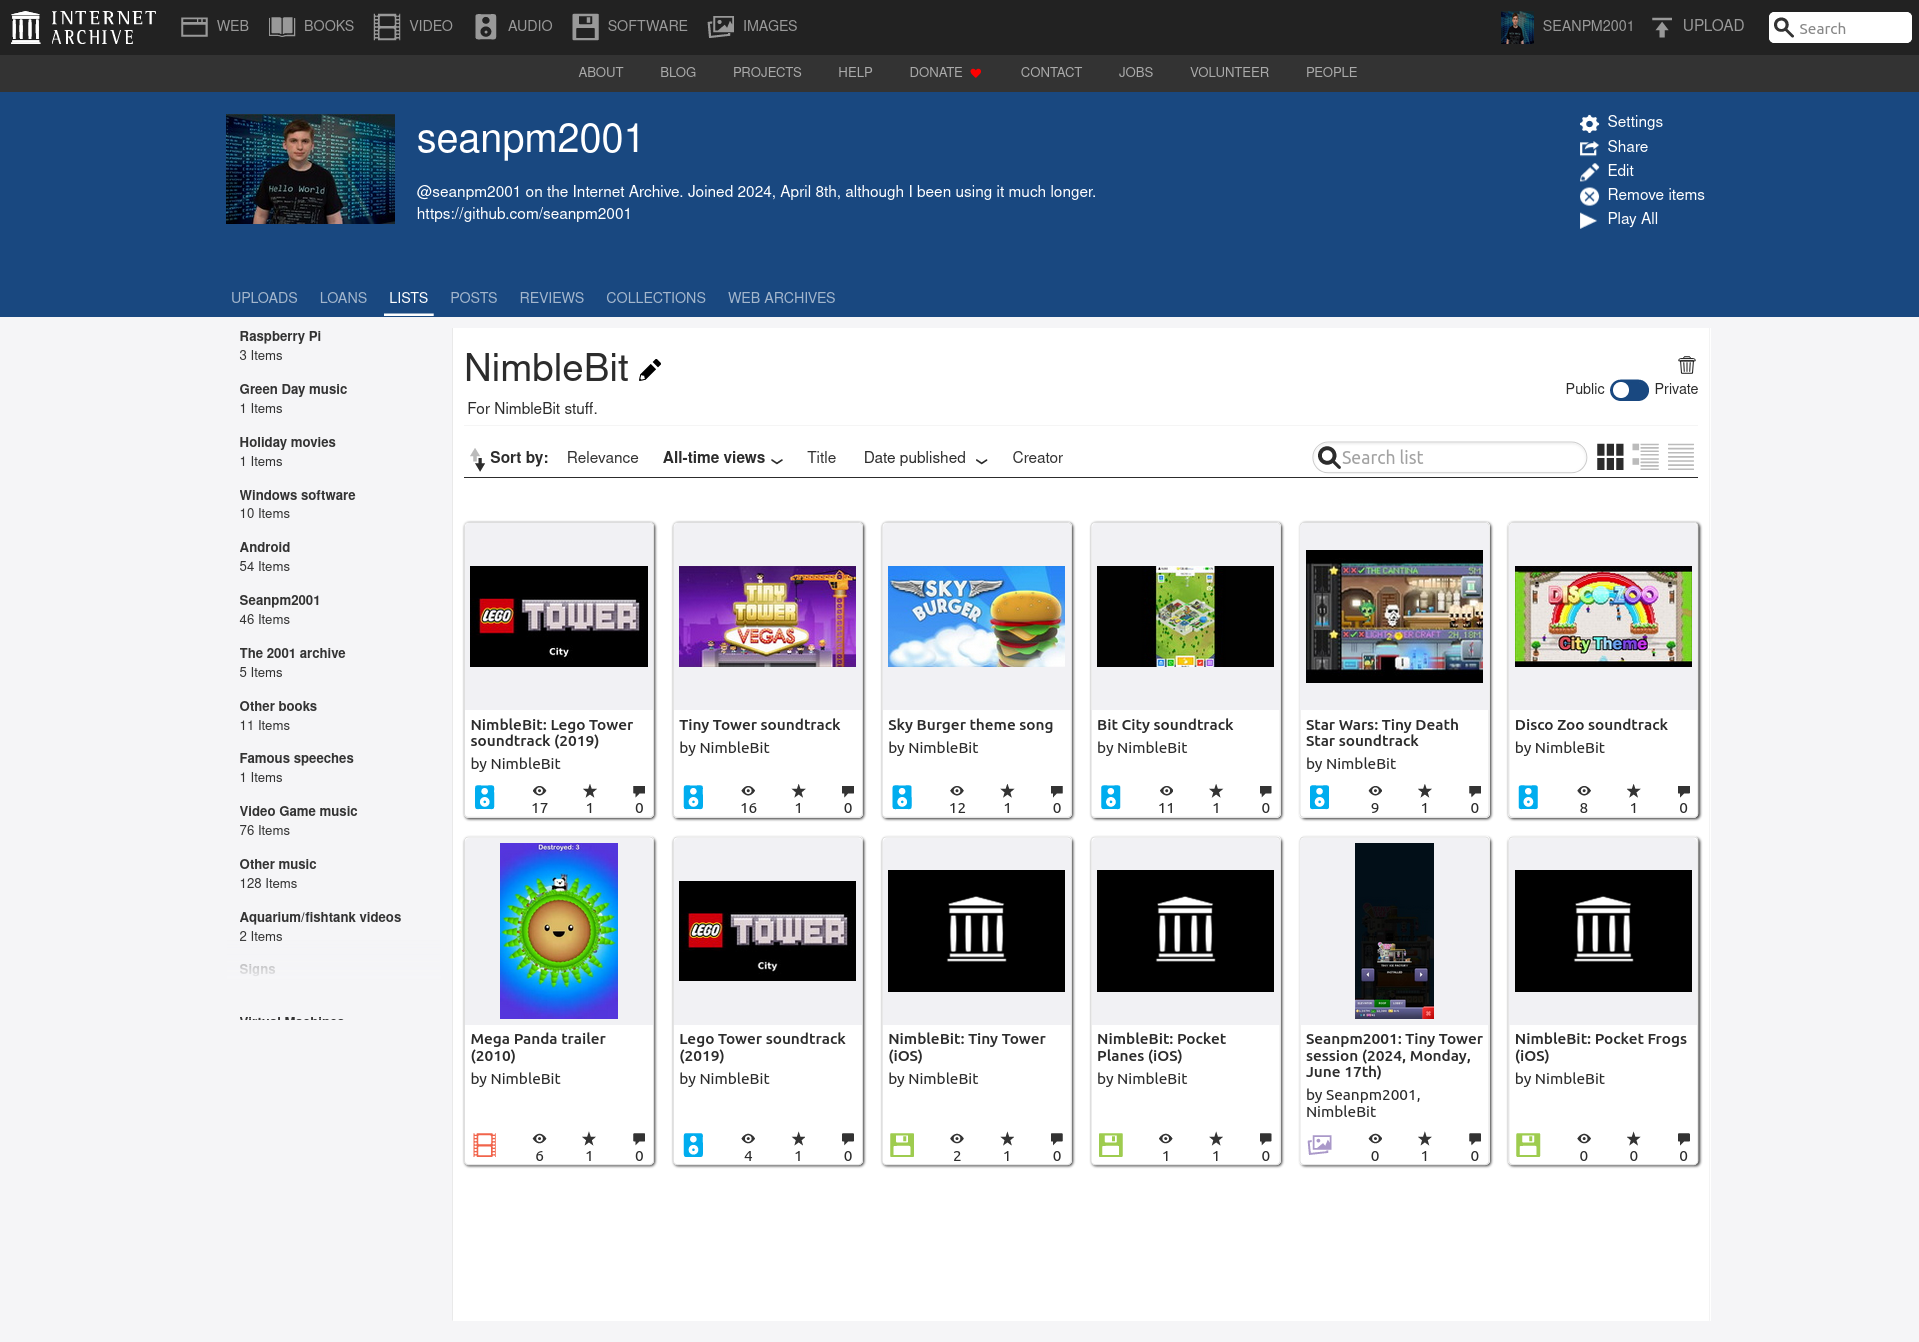 INTERNET ARCHIVE
WEB
BOOKS
VIDEO
AUDIO
SOFTWARE
IMAGES
SEANPM2001
UPLOAD
Search
ABOUT
BLOG
PROJECTS
HELP
DONATE
CONTACT
JOBS
VOLUNTEER
PEOPLE
Hello World
seanpm2001
@seanpm2001 on the Internet Archive. Joined 2024, April 8th, although I been using it much longer.
https://github.com/seanpm2001
Settings
Share
Edit
Remove items
Play All
UPLOADS
LOANS
LISTS
POSTS
REVIEWS
COLLECTIONS
WEB ARCHIVES
Raspberry Pi
3 Items
Green Day music
1 Items
Holiday movies
1 Items
Windows software
10 Items
Android
54 Items
Seanpm2001
46 Items
The 2001 archive
5 Items
Other books
11 Items
Famous speeches
1 Items
Video Game music
76 Items
Other music
128 Items
Aquarium/fishtank videos
2 Items
Signs
Virtual Machines
NimbleBit
For NimbleBit stuff.
Public
Private
Sort by:
Relevance
All-time views
Title
Date published
Creator
Search list
LEGO TOWER
City
NimbleBit: Lego Tower
soundtrack (2019)
by NimbleBit
17 1 0
TINY
TOWER
VEGAS
Tiny Tower soundtrack
by NimbleBit
16 1 0
SKY
BURGER
Sky Burger theme song
by NimbleBit
12 1 0
Bit City soundtrack
by NimbleBit
11 1 0
THE CANTINA 5M
2H, 18M
Star Wars: Tiny Death
Star soundtrack
by NimbleBit
9 1 0
DISCO ZOO
City Theme
Disco Zoo soundtrack
by NimbleBit
8 1 0
Destroyed: 3
Mega Panda trailer
(2010)
by NimbleBit
6 1 0
LEGO TOWER
City
Lego Tower soundtrack
(2019)
by NimbleBit
4 1 0
NimbleBit: Tiny Tower
(iOS)
by NimbleBit
2 1 0
NimbleBit: Pocket
Planes (iOS)
by NimbleBit
1 1 0
Seanpm2001: Tiny Tower
session (2024, Monday,
June 17th)
by Seanpm2001,
NimbleBit
0 1 0
NimbleBit: Pocket Frogs
(iOS)
by NimbleBit
0 0 0